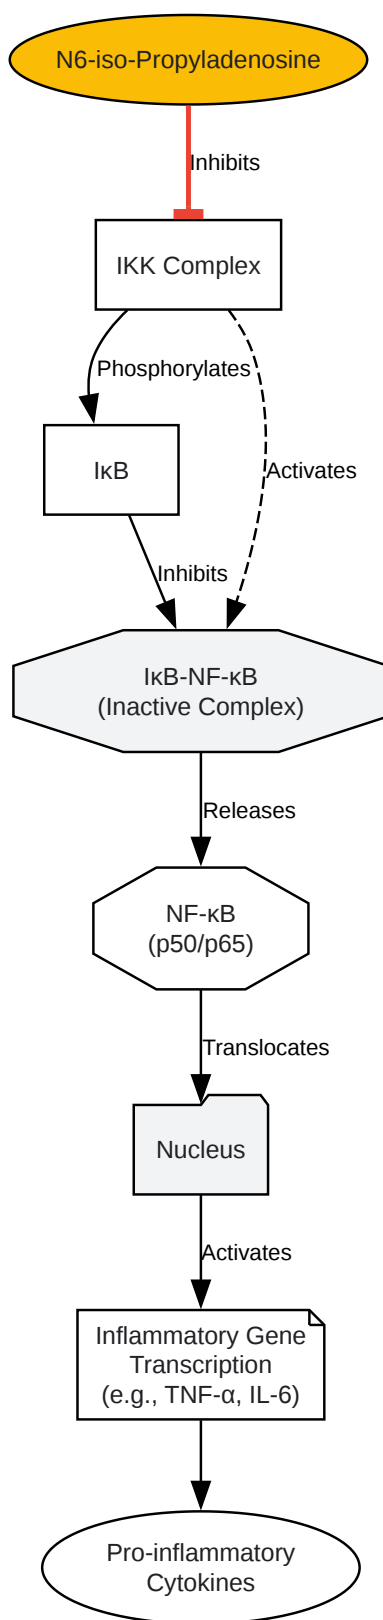 N6-iso-Propyladenosine
Inhibits
IKK Complex
Phosphorylates
IκB
Activates
Inhibits
IκB-NF-κB
(Inactive Complex)
Releases
NF-κB
(p50/p65)
Translocates
Nucleus
Activates
Inflammatory Gene
Transcription
(e.g., TNF-α, IL-6)
Pro-inflammatory
Cytokines